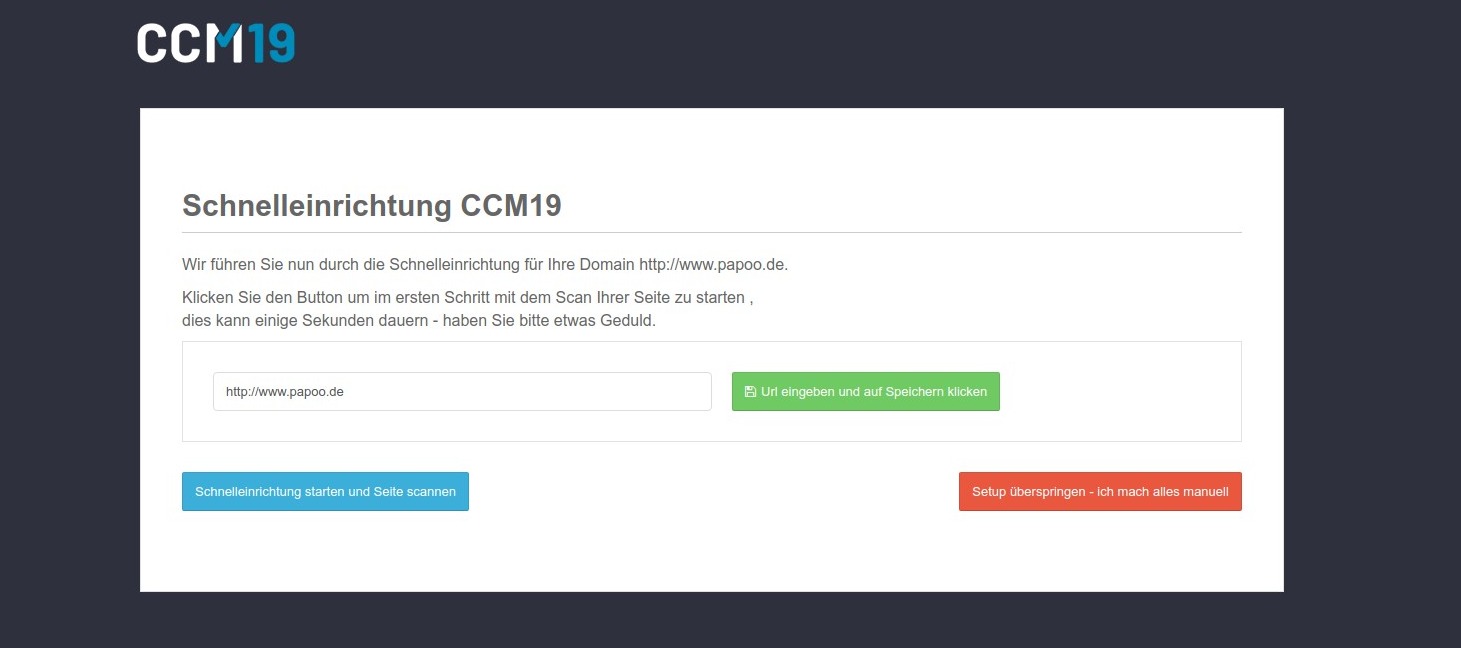 CCM19
Schnelleinrichtung CCM19
Wir führen Sie nun durch die Schnelleinrichtung für Ihre Domain http://www.papoo.de.
Klicken Sie den Button um im ersten Schritt mit dem Scan Ihrer Seite zu starten ,
dies kann einige Sekunden dauern - haben Sie bitte etwas Geduld.
http://www.papoo.de
Url eingeben und auf Speichern klicken
Schnelleinrichtung starten und Seite scannen
Setup überspringen - ich mach alles manuell